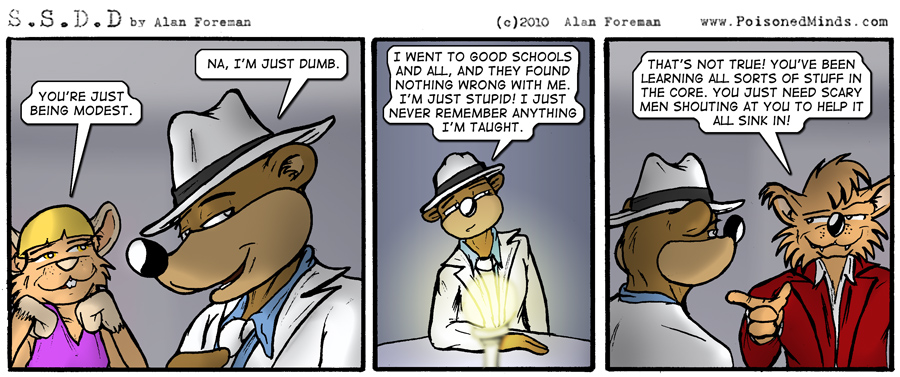 S.S.D.D by Alan Foreman (c)2010 Alan Foreman www.PoisonedMinds.com
YOU'RE JUST
BEING MODEST.
NA, I'M JUST DUMB.
I WENT TO GOOD SCHOOLS
AND ALL, AND THEY FOUND
NOTHING WRONG WITH ME.
I'M JUST STUPID! I JUST
NEVER REMEMBER ANYTHING
I'M TAUGHT.
THAT'S NOT TRUE! YOU'VE BEEN
LEARNING ALL SORTS OF STUFF IN
THE CORE. YOU JUST NEED SCARY
MEN SHOUTING AT YOU TO HELP IT
ALL SINK IN!